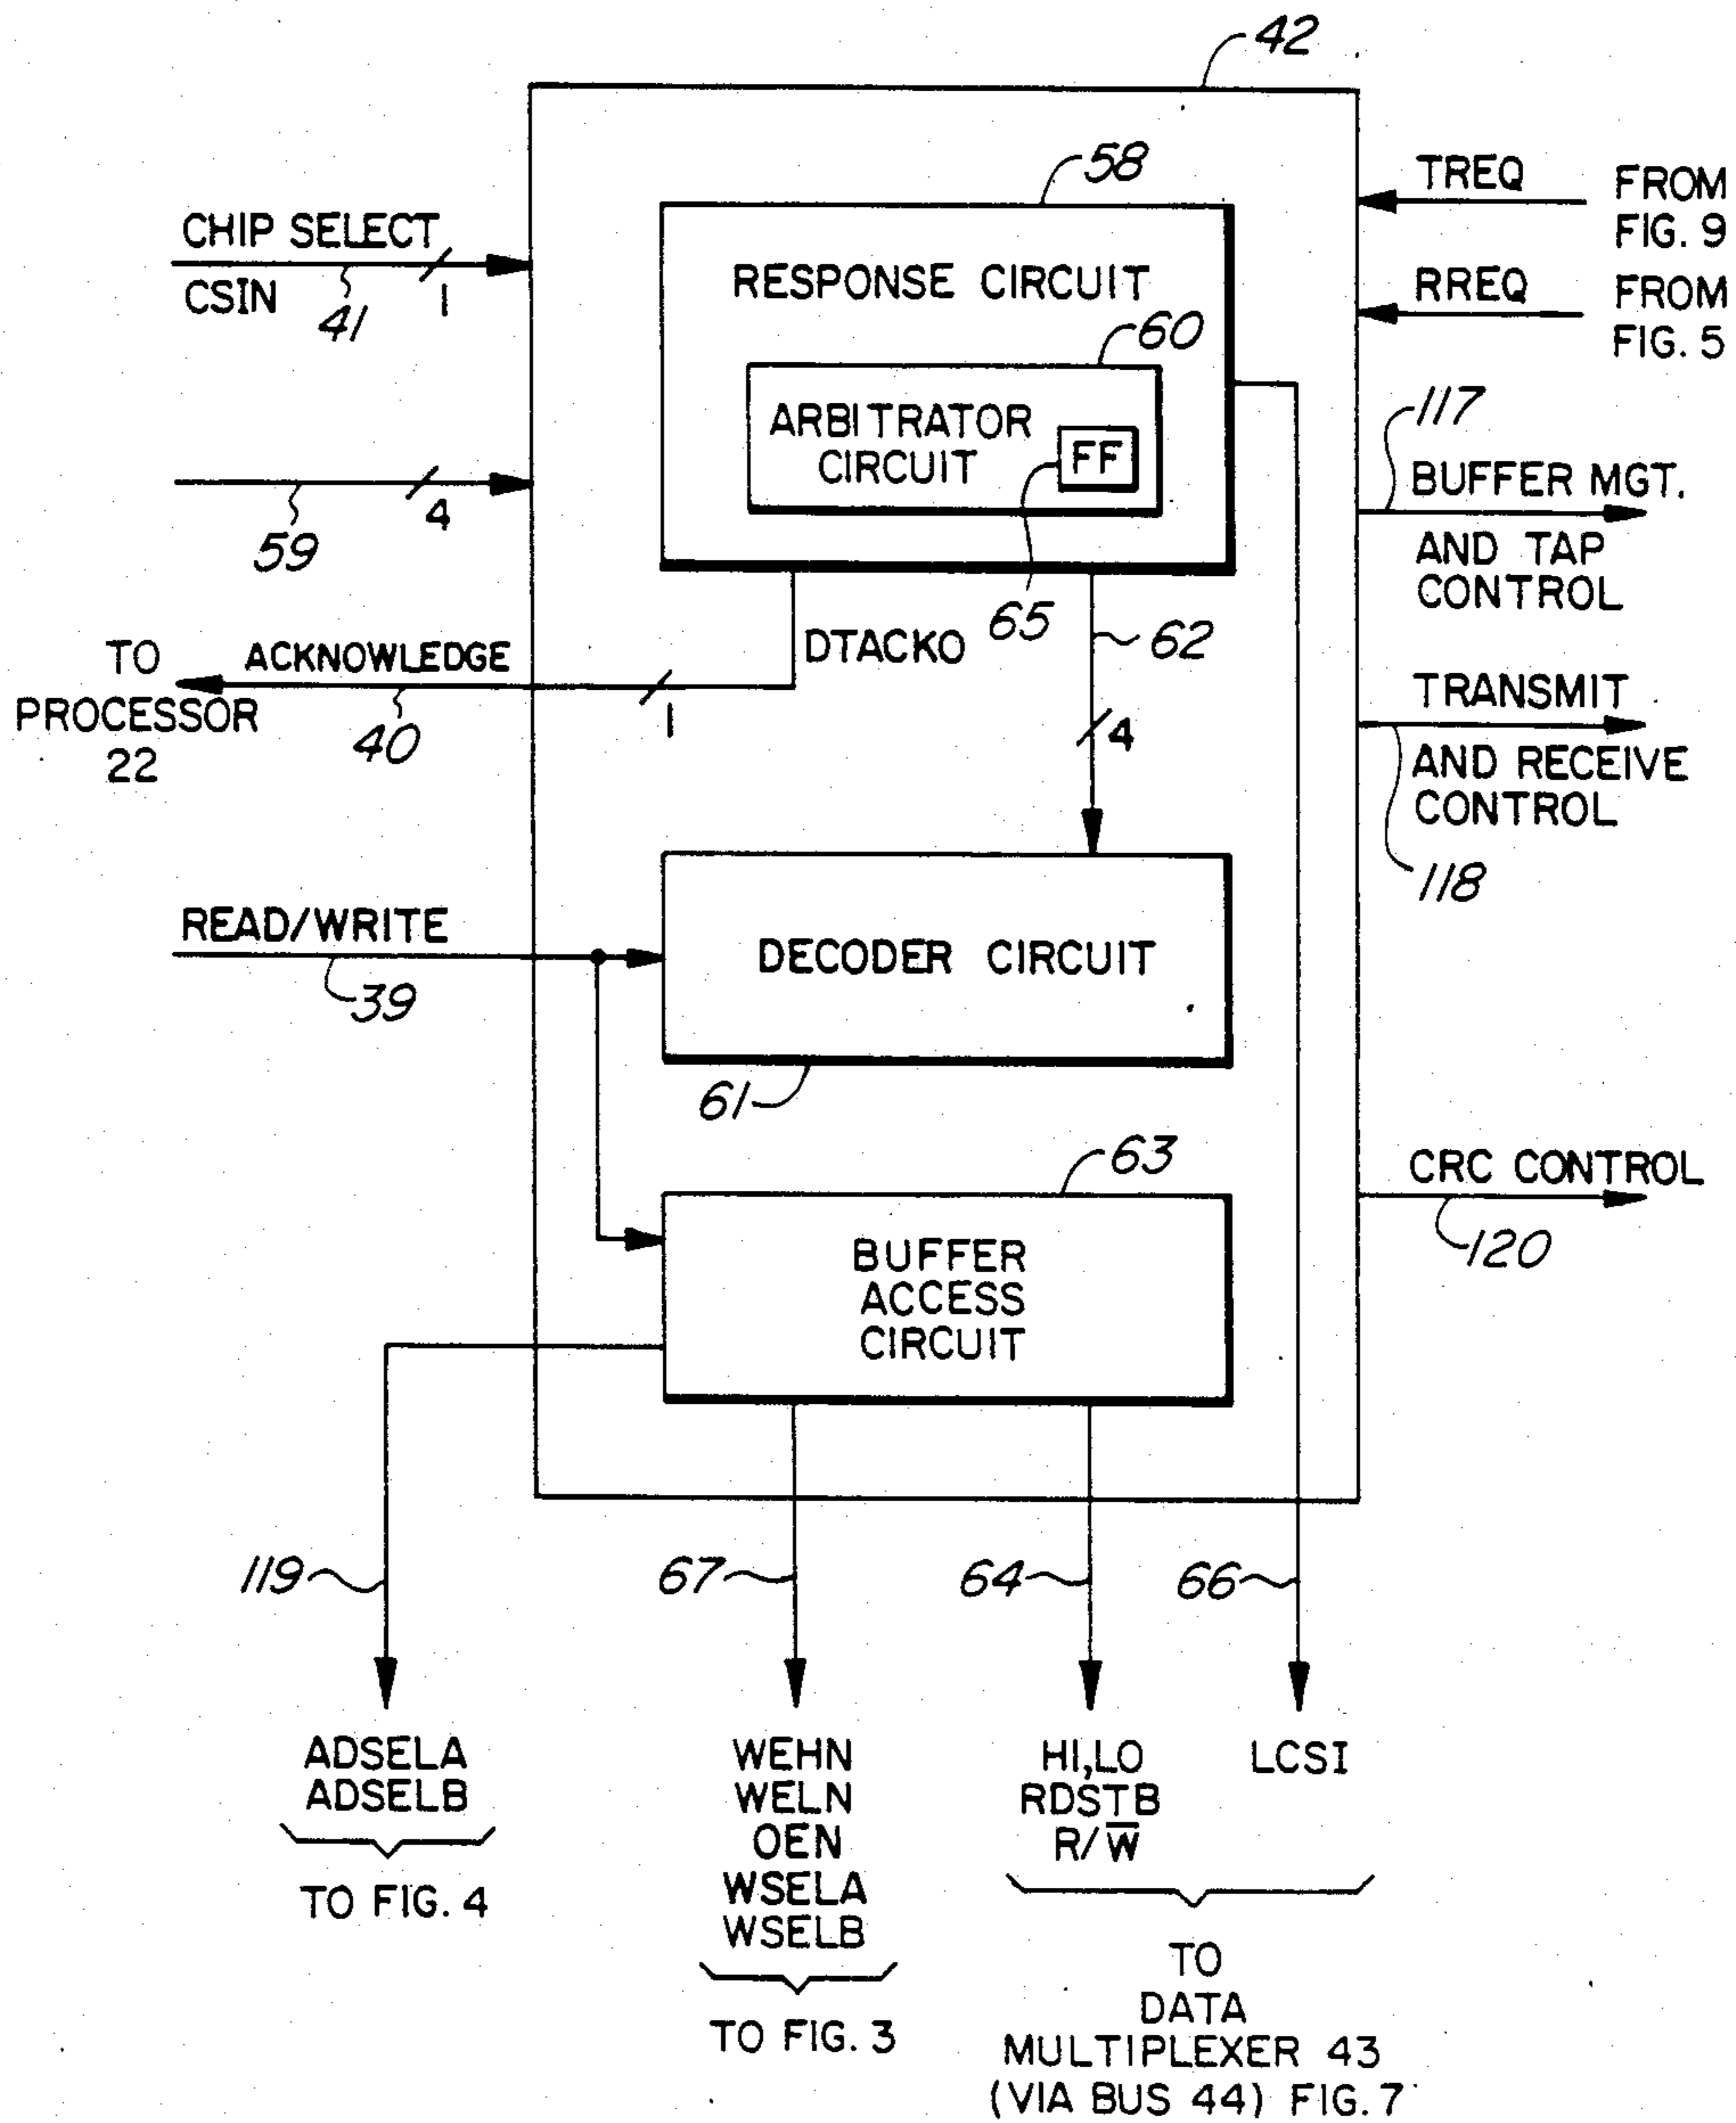 42
58
TREQ
FROM
FIG. 9
CHIP SELECT
CSIN
41
1
RESPONSE CIRCUIT
RREQ
FROM
FIG. 5
60
ARBITRATOR
CIRCUIT
FF
65
117
BUFFER MGT.
AND TAP
CONTROL
59
4
62
4
DTACKO
TO
PROCESSOR
22
ACKNOWLEDGE
40
1
TRANSMIT
AND RECEIVE
CONTROL
118
READ/WRITE
39
DECODER CIRCUIT
61
63
CRC CONTROL
120
BUFFER
ACCESS
CIRCUIT
119
67
64
66
ADSELA
ADSELB
TO FIG. 4
WEHN
WELN
OEN
WSELA
WSELB
TO FIG. 3
HI,LO
RDSTB
R/W̅
LCSI
TO
DATA
MULTIPLEXER 43
(VIA BUS 44) FIG. 7